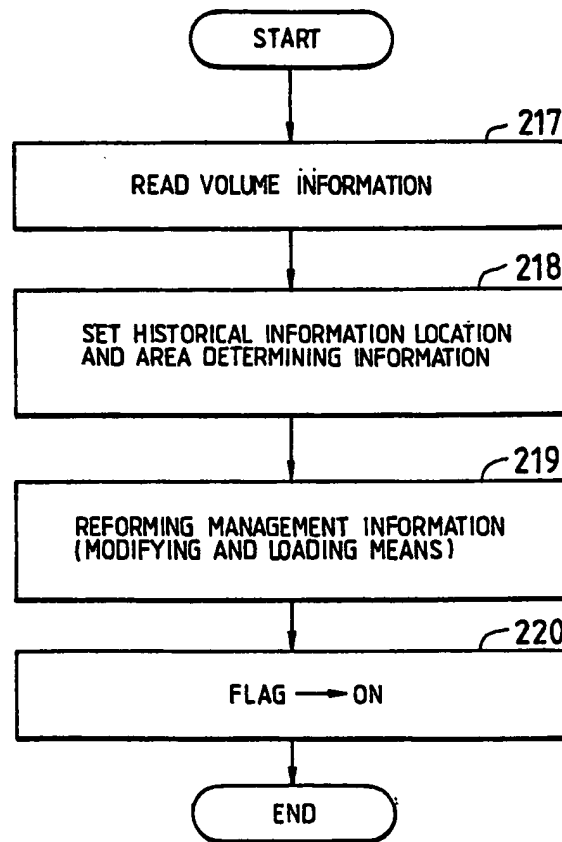 START
217
READ VOLUME INFORMATION
218
SET HISTORICAL INFORMATION LOCATION
AND AREA DETERMINING INFORMATION
219
REFORMING MANAGEMENT INFORMATION
(MODIFYING AND LOADING MEANS)
220
FLAG → ON
END